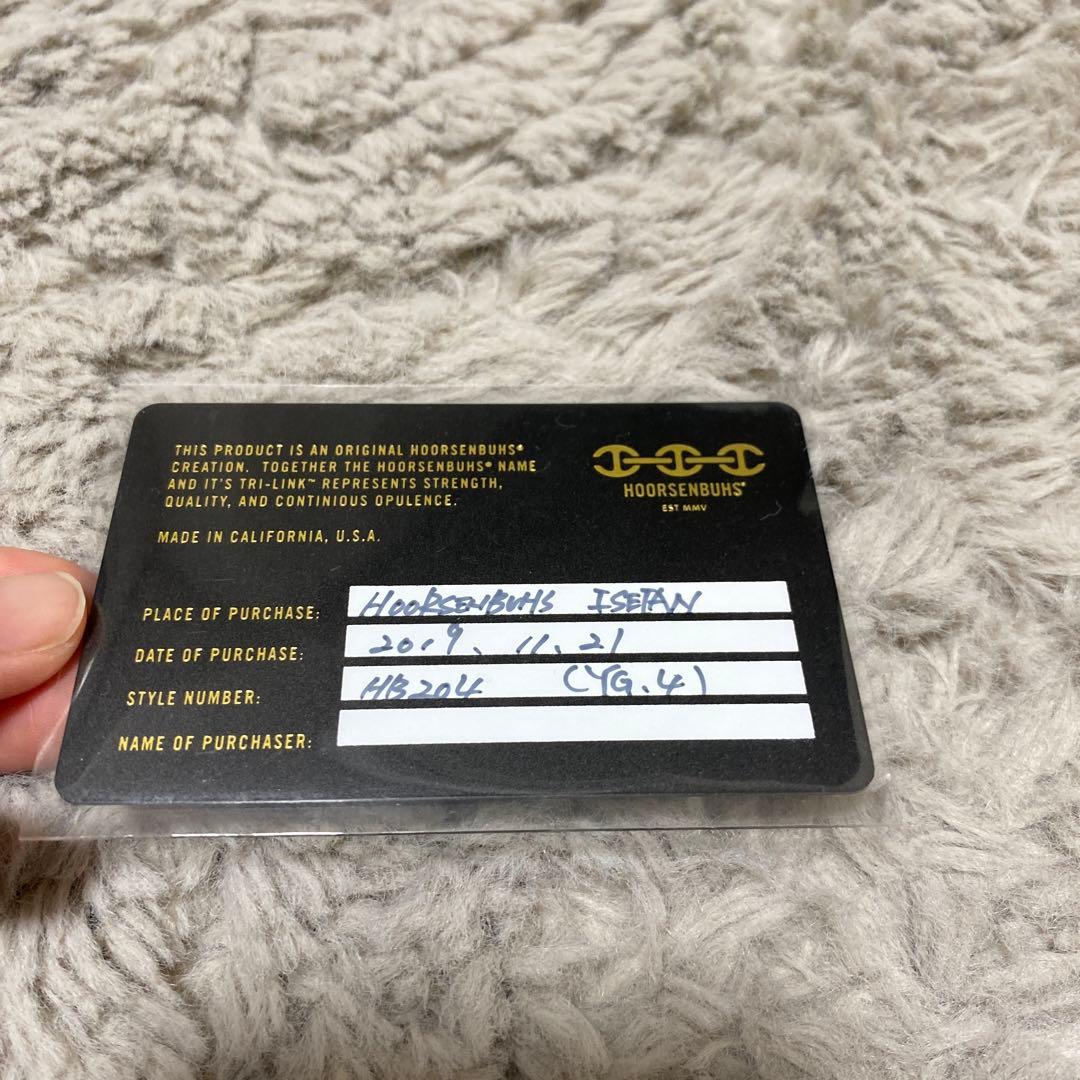 THIS PRODUCT IS AN ORIGINAL HOORSENBUHS®
CREATION. TOGETHER THE HOORSENBUHS® NAME
AND IT'S TRI-LINK™ REPRESENTS STRENGTH,
QUALITY, AND CONTINIOUS OPULENCE.
MADE IN CALIFORNIA, U.S.A.
HOORSENBUHS®
EST MMV
PLACE OF PURCHASE: HOORSENBUHS ISETAN
DATE OF PURCHASE: 2019. 11. 21
STYLE NUMBER: HB204 (YG.4)
NAME OF PURCHASER: